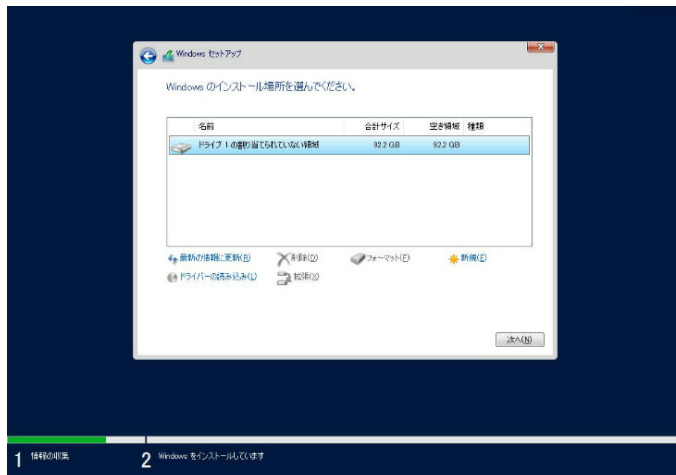 Windows セットアップ
Windows のインストール場所を選んでください。
名前 合計サイズ 空き領域 種類
ドライブ 1 の割り当てられていない領域 92.2 GB 92.2 GB
最新の情報に更新(R) 削除(D) フォーマット(F) 新規(E)
ドライバーの読み込み(L) 拡張(X)
次へ(N)
1 情報の収集 2 Windows をインストールしています